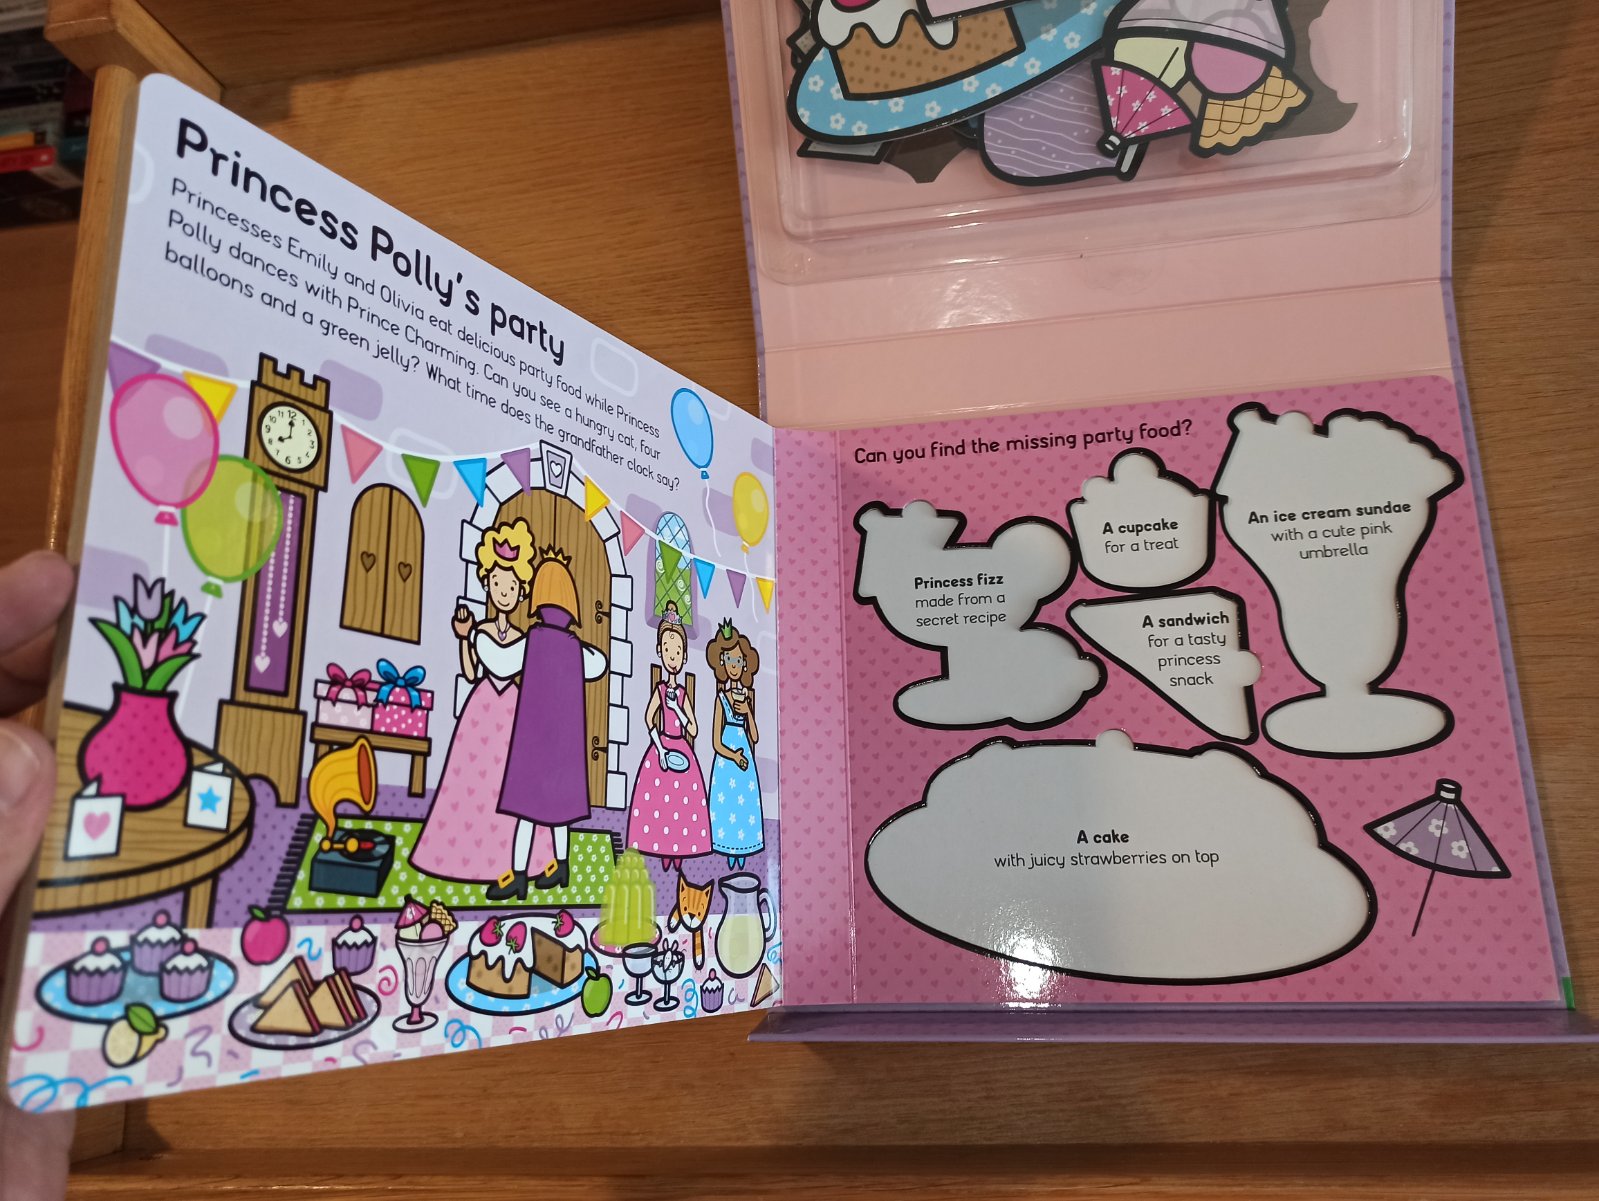 Princess Polly's party
Princesses Emily and Olivia eat delicious party food while Princess
Polly dances with Prince Charming. Can you see a hungry cat, four
balloons and a green jelly? What time does the grandfather clock say?
Can you find the missing party food?
Princess fizz
made from a
secret recipe
A cupcake
for a treat
An ice cream sundae
with a cute pink
umbrella
A sandwich
for a tasty
princess
snack
A cake
with juicy strawberries on top